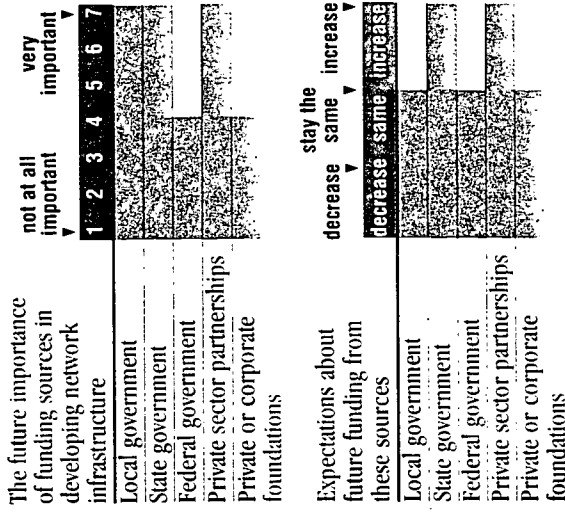 The future importance
of funding sources in
developing network
infrastructure
not at all
important
very
important
1 2 3 4 5 6 7
Local government
State government
Federal government
Private sector partnerships
Private or corporate
foundations
Expectations about
future funding from
these sources
decrease
stay the
same
increase
decrease same increase
Local government
State government
Federal government
Private sector partnerships
Private or corporate
foundations